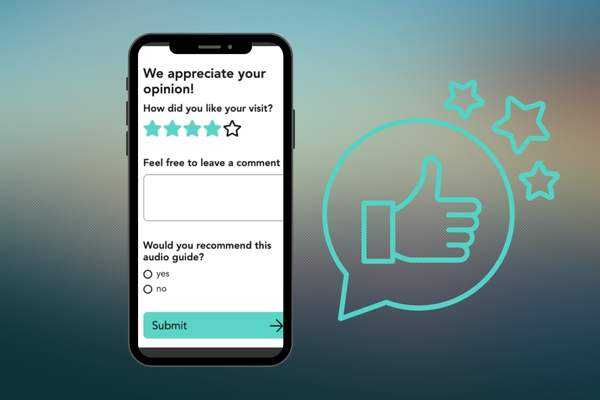 We appreciate your
opinion!
How did you like your visit?
Feel free to leave a comment
Would you recommend this
audio guide?
yes
no
Submit